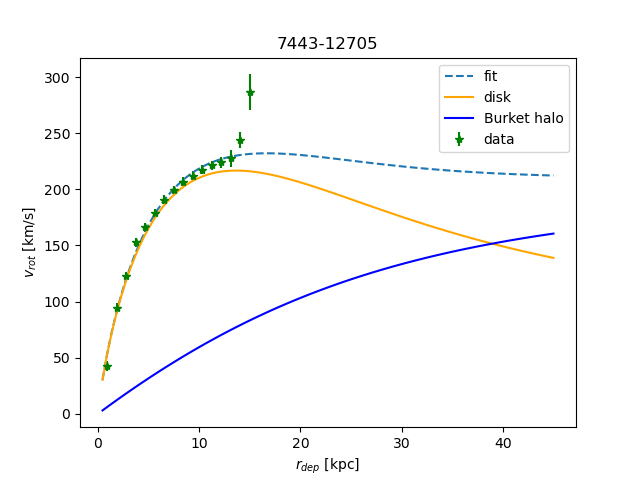 7443-12705
fit
disk
Burket halo
data
300
250
200
150
100
50
0
v_rot [km/s]
0 10 20 30 40
r_dep [kpc]